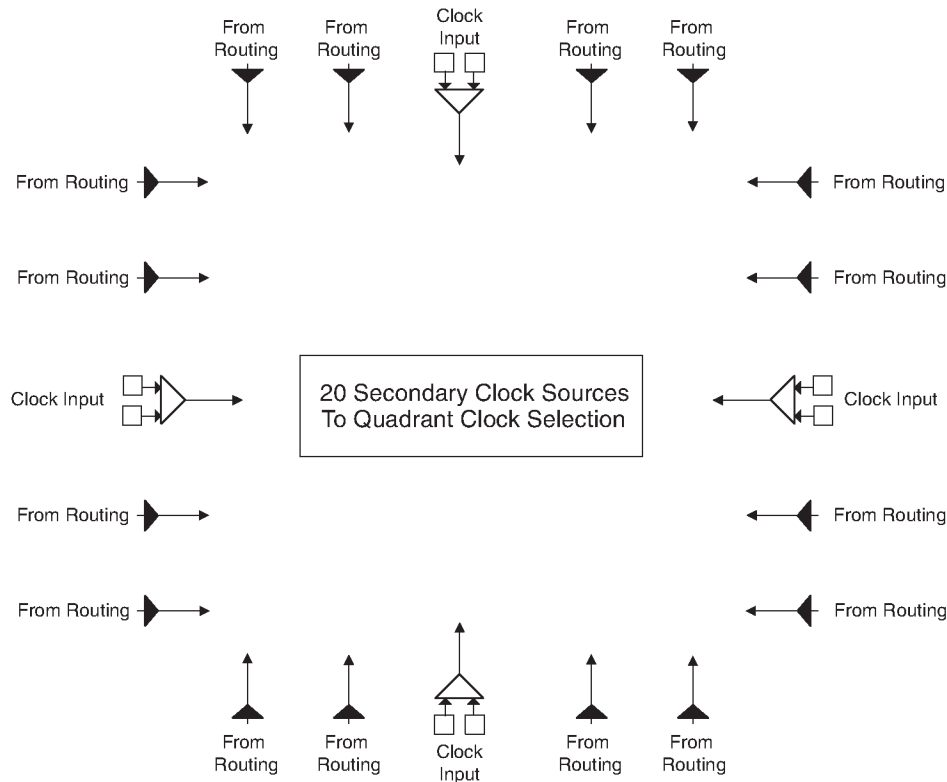 From
Routing
From
Routing
Clock
Input
From
Routing
From
Routing
From Routing
From Routing
From Routing
From Routing
Clock Input
20 Secondary Clock Sources
To Quadrant Clock Selection
Clock Input
From Routing
From Routing
From Routing
From Routing
From
Routing
From
Routing
Clock
Input
From
Routing
From
Routing